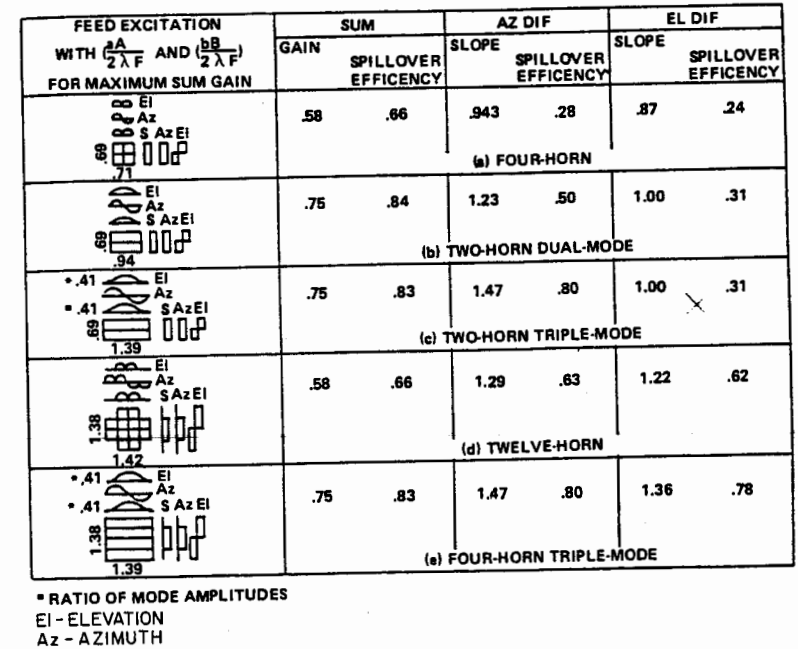 FEED EXCITATION
WITH (aA/2λF) AND (bB/2λF)
FOR MAXIMUM SUM GAIN
SUM
AZ DIF
EL DIF
GAIN
SPILLOVER
EFFICENCY
SLOPE
SPILLOVER
EFFICENCY
SLOPE
SPILLOVER
EFFICENCY
El
Az
S Az El
.69
.71
.58 .66 .943 .28 .87 .24
(a) FOUR-HORN
El
Az
S Az El
.69
.94
.75 .84 1.23 .50 1.00 .31
(b) TWO-HORN DUAL-MODE
* .41 El
Az
* .41 S Az El
.69
1.39
.75 .83 1.47 .80 1.00 .31
(c) TWO-HORN TRIPLE-MODE
El
Az
S Az El
1.38
1.42
.58 .66 1.29 .63 1.22 .62
(d) TWELVE-HORN
* .41 El
Az
* .41 S Az El
1.38
1.39
.75 .83 1.47 .80 1.36 .78
(e) FOUR-HORN TRIPLE-MODE
* RATIO OF MODE AMPLITUDES
El - ELEVATION
Az - AZIMUTH